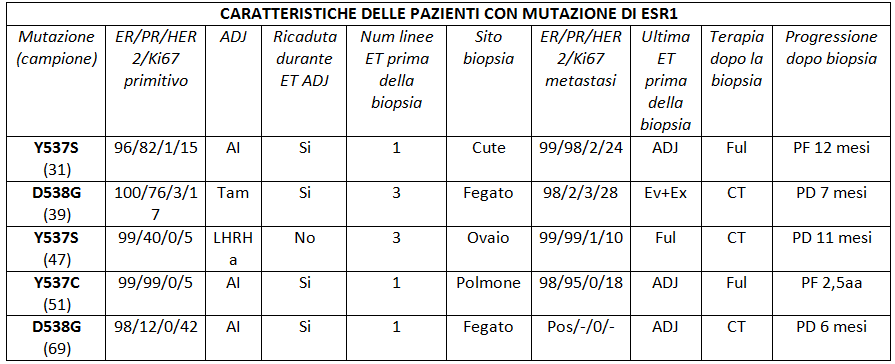 CARATTERISTICHE DELLE PAZIENTI CON MUTAZIONE DI ESR1
Mutazione (campione) ER/PR/HER2/Ki67 primitivo ADJ Ricaduta durante ET ADJ Num linee ET prima della biopsia Sito biopsia ER/PR/HER2/Ki67 metastasi Ultima ET prima della biopsia Terapia dopo la biopsia Progressione dopo biopsia
Y537S (31) 96/82/1/15 AI Si 1 Cute 99/98/2/24 ADJ Ful PF 12 mesi
D538G (39) 100/76/3/17 Tam Si 3 Fegato 98/2/3/28 Ev+Ex CT PD 7 mesi
Y537S (47) 99/40/0/5 LHRHa No 3 Ovaio 99/99/1/10 Ful CT PD 11 mesi
Y537C (51) 99/99/0/5 AI Si 1 Polmone 98/95/0/18 ADJ Ful PF 2,5aa
D538G (69) 98/12/0/42 AI Si 1 Fegato Pos/-/0/- ADJ CT PD 6 mesi